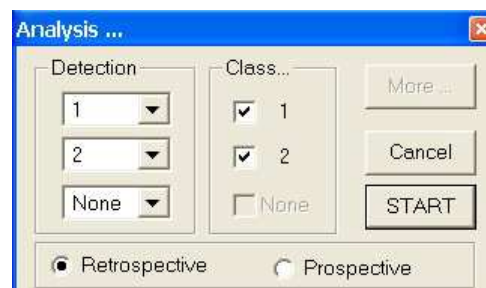 Analysis ...
Detection
Class...
More ...
1
1
2
2
Cancel
None
None
START
Retrospective
Prospective